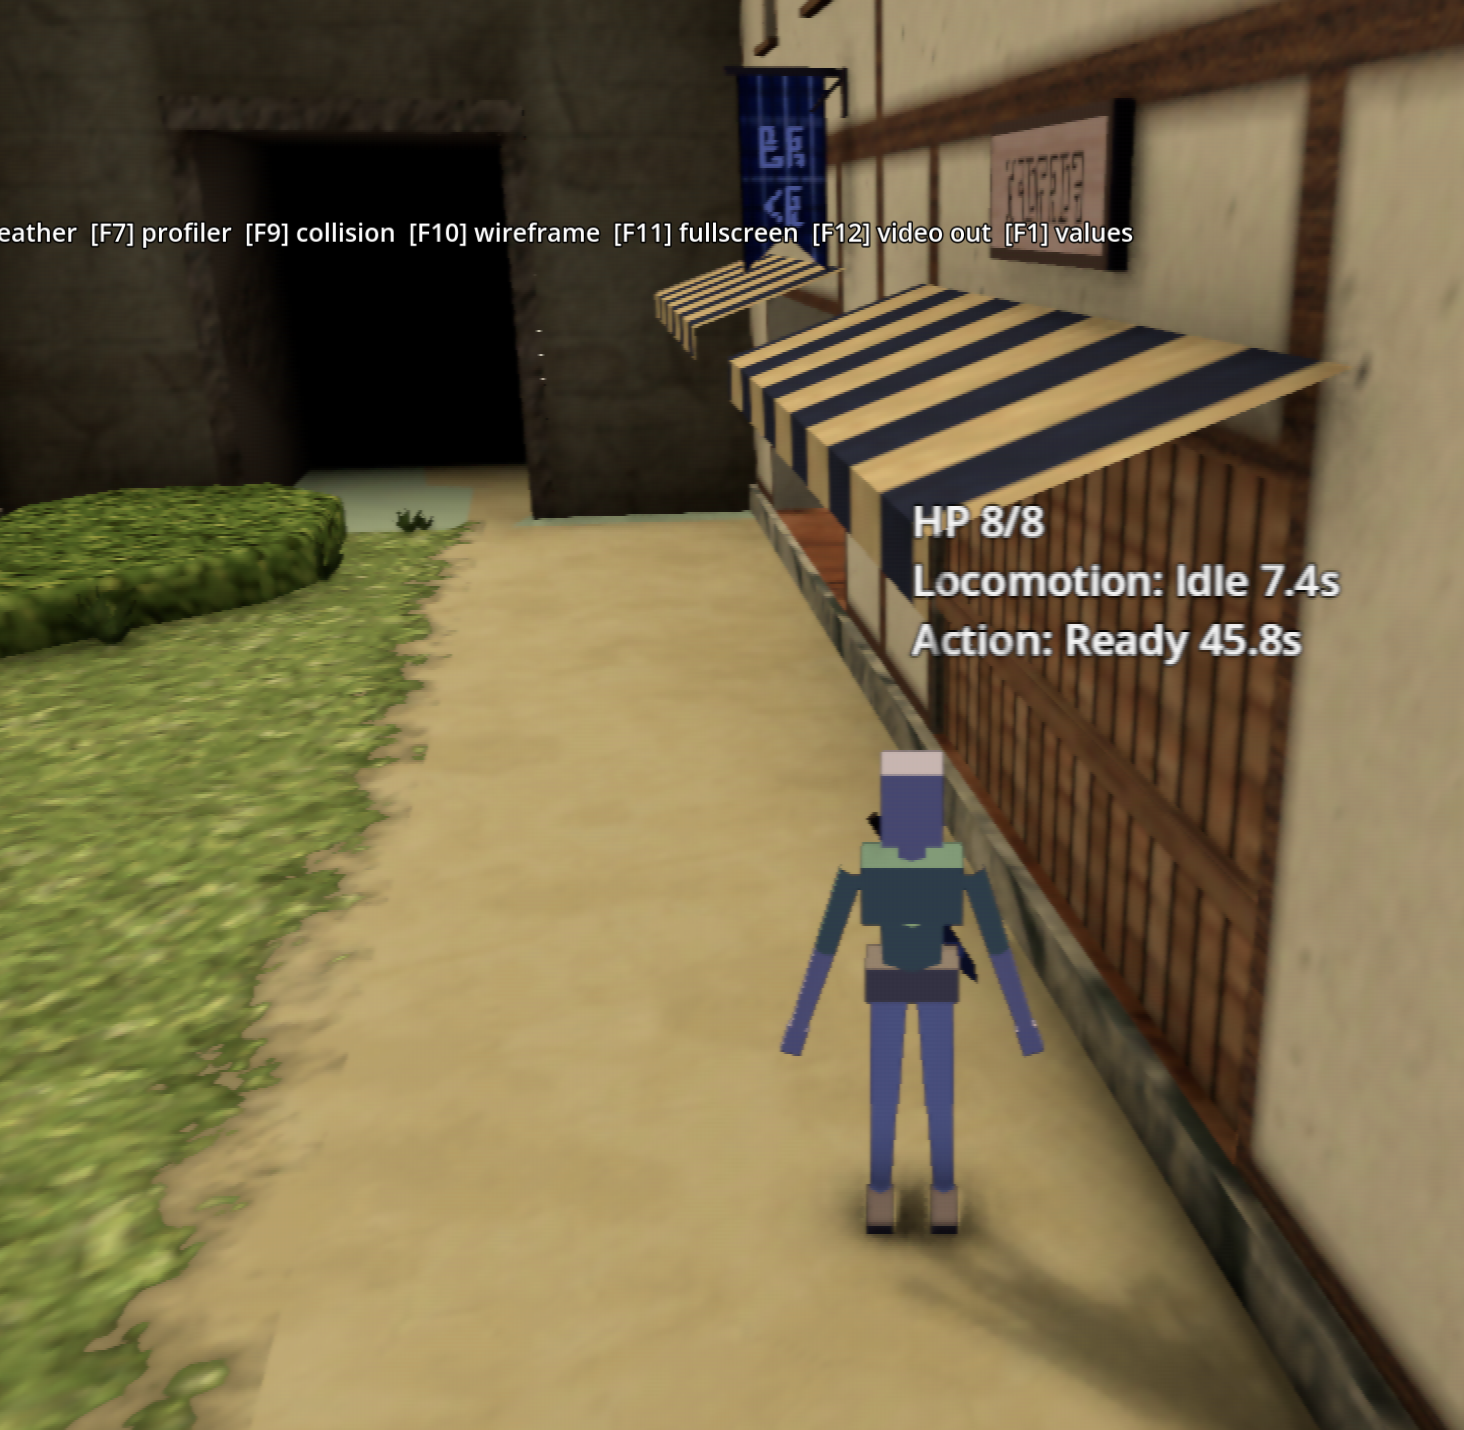 eather [F7] profiler [F9] collision [F10] wireframe [F11] fullscreen [F12] video out [F1] values
HP 8/8
Locomotion: Idle 7.4s
Action: Ready 45.8s